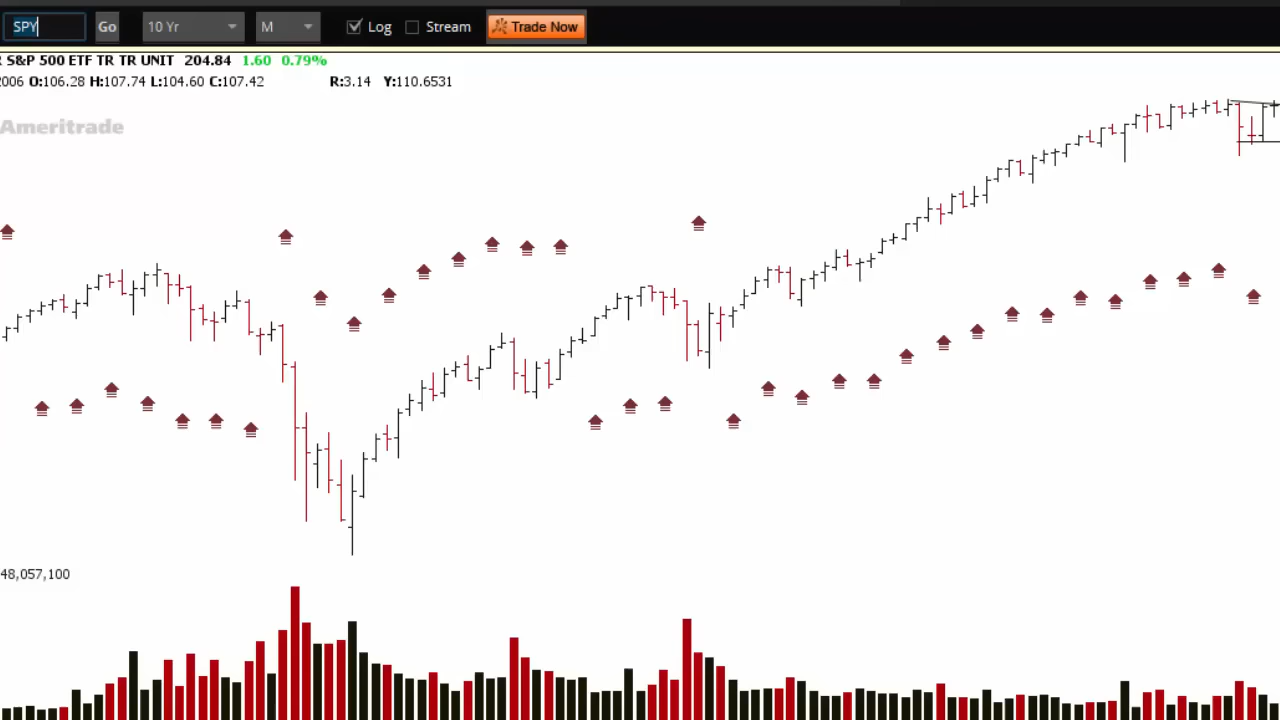 SPY Go 10 Yr M Log Stream Trade Now
R S&P 500 ETF TR TR UNIT 204.84 1.60 0.79%
2006 O:106.28 H:107.74 L:104.60 C:107.42 R:3.14 Y:110.6531
Ameritrade
48,057,100